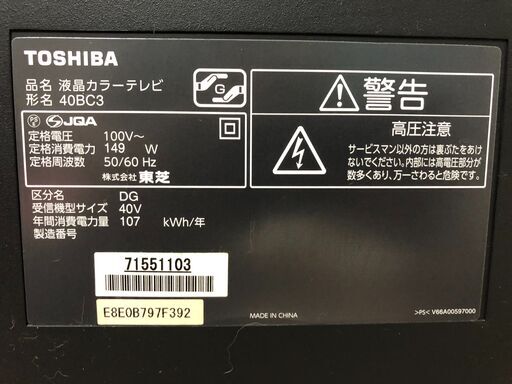 TOSHIBA
品名 液晶カラーテレビ
形名 40BC3
G
PS E JQA
定格電圧 100V～
定格消費電力 149 W
定格周波数 50/60 Hz
株式会社 東芝
区分名 DG
受信機型サイズ 40V
年間消費電力量 107 kWh/年
製造番号
71551103
E8E0B797F392
警告
高圧注意
サービスマン以外の方は裏ぶたをあけ
ないでください。内部には高電圧部分が
数多くあり、万一さわると危険です。
MADE IN CHINA
>PS< V66A00597000